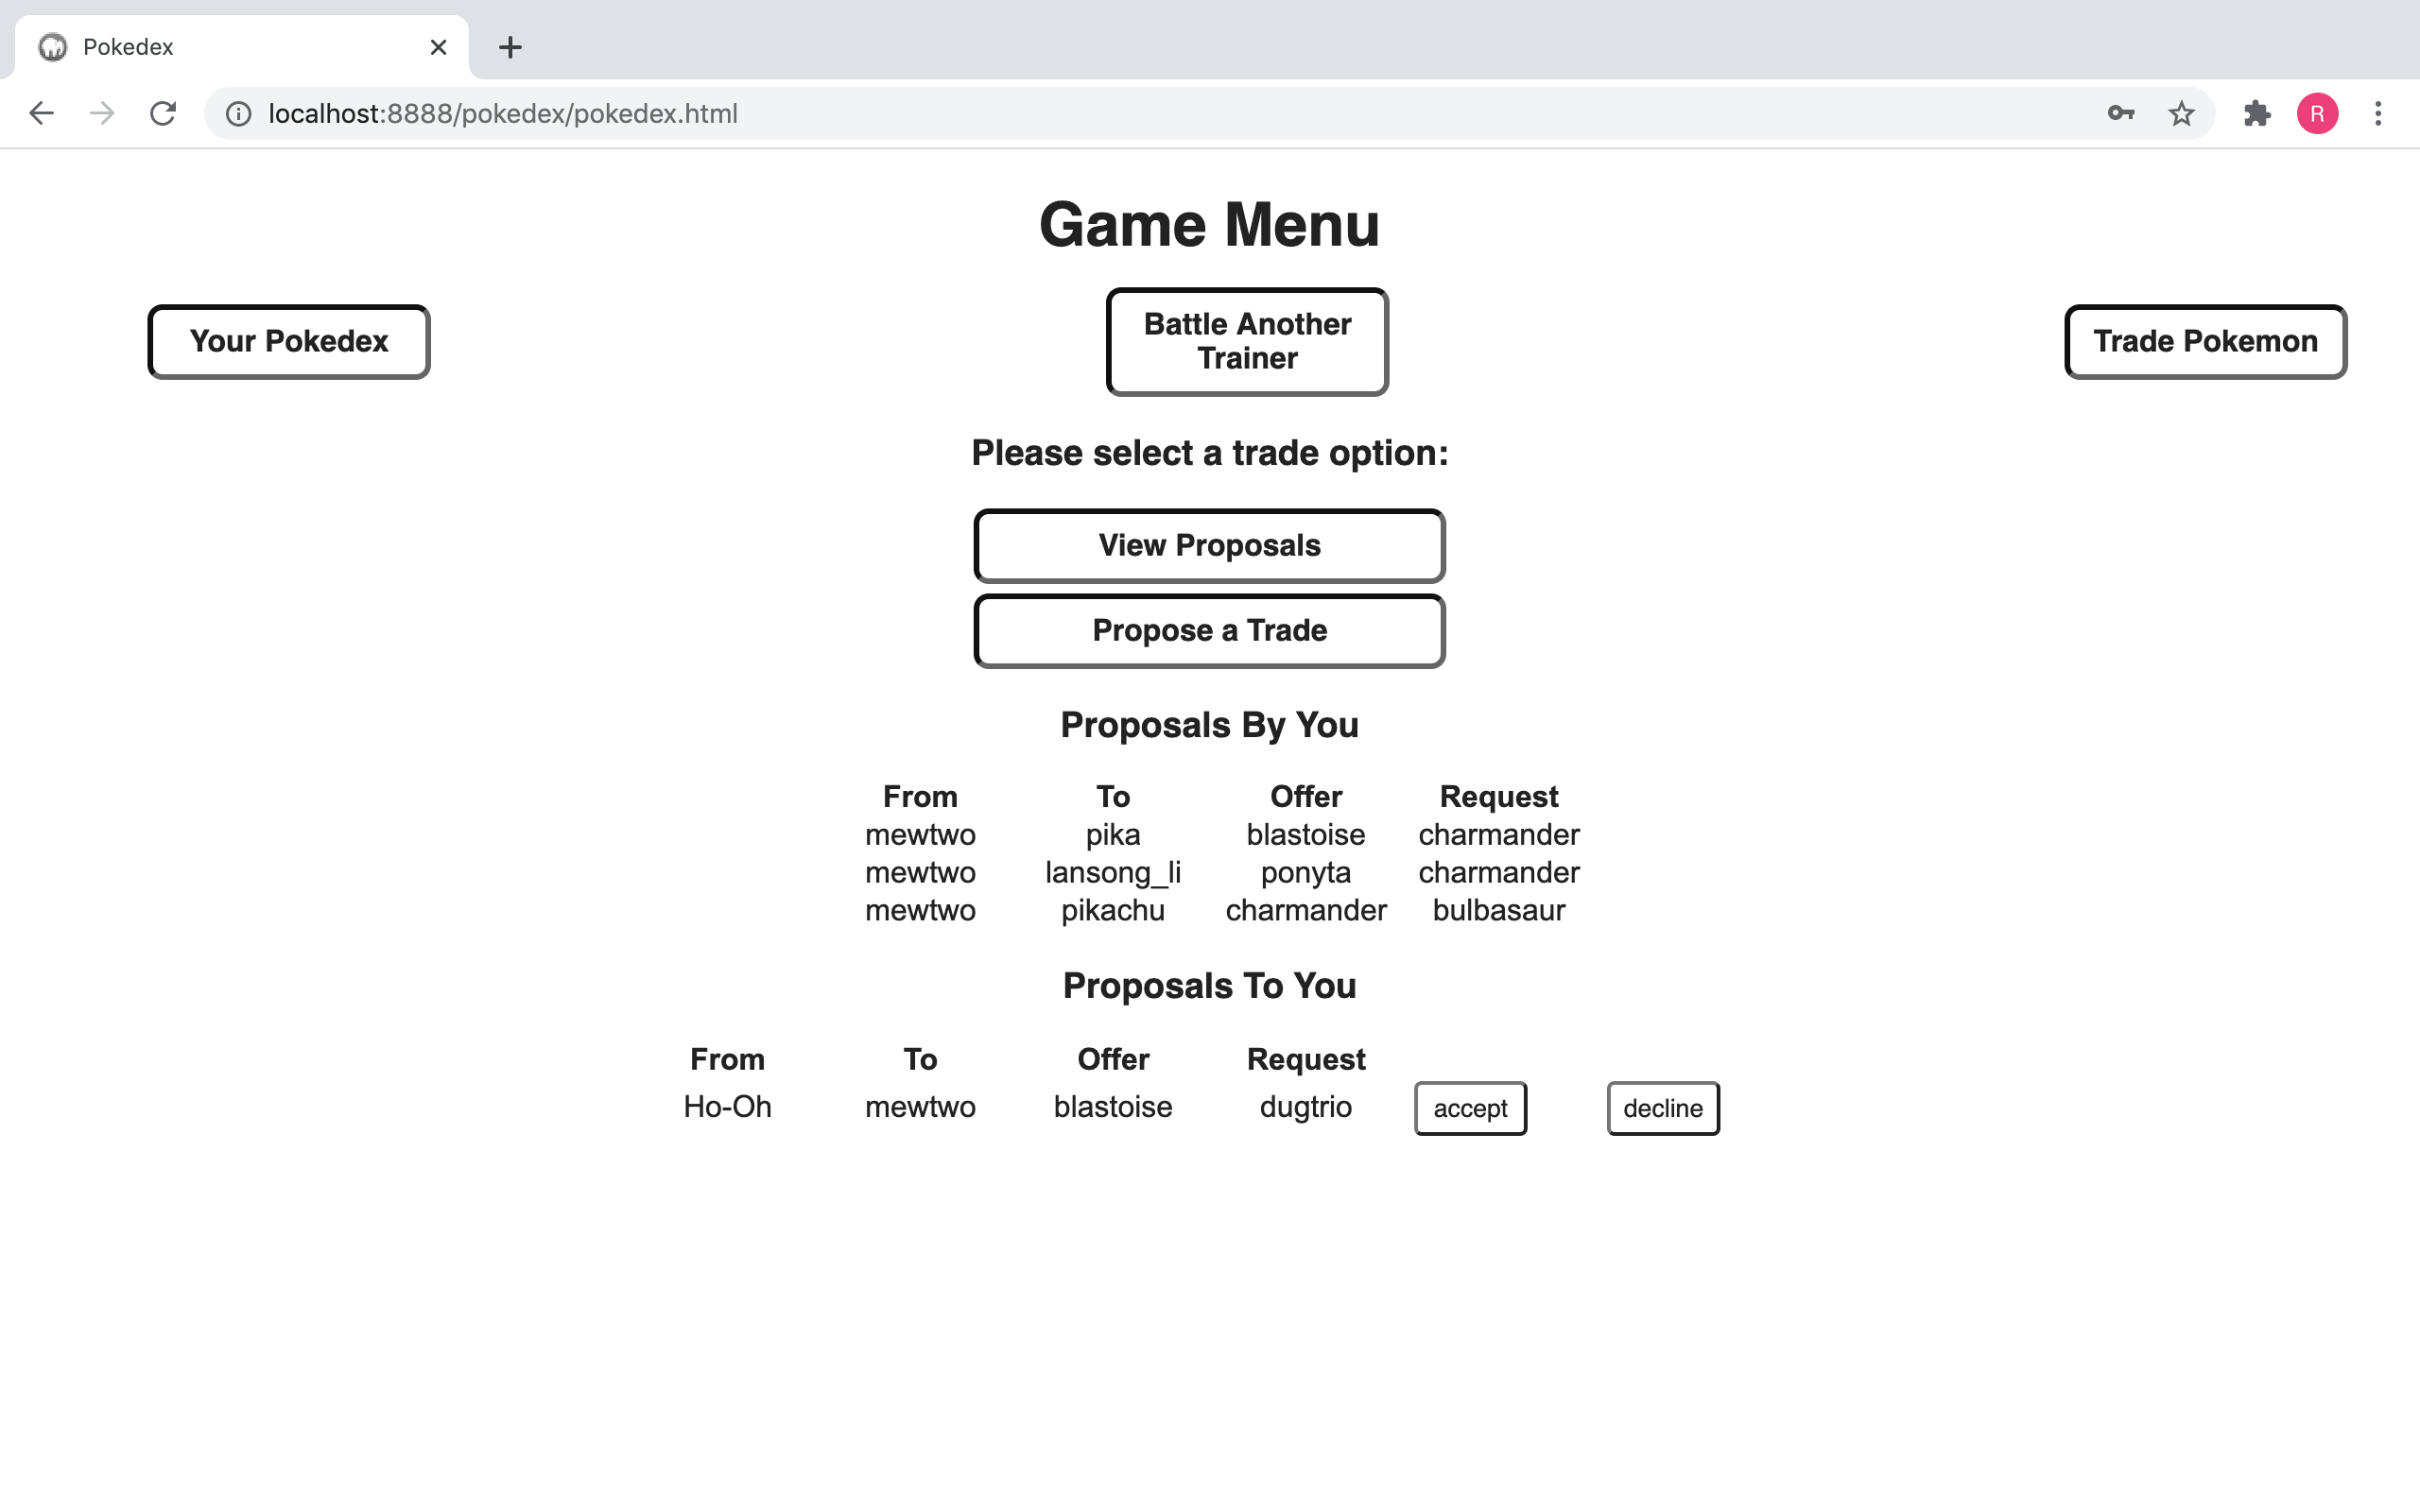 Pokedex
localhost:8888/pokedex/pokedex.html
R
Game Menu
Your Pokedex
Battle Another
Trainer
Trade Pokemon
Please select a trade option:
View Proposals
Propose a Trade
Proposals By You
From To Offer Request
mewtwo pika blastoise charmander
mewtwo lansong_li ponyta charmander
mewtwo pikachu charmander bulbasaur
Proposals To You
From To Offer Request
Ho-Oh mewtwo blastoise dugtrio accept decline